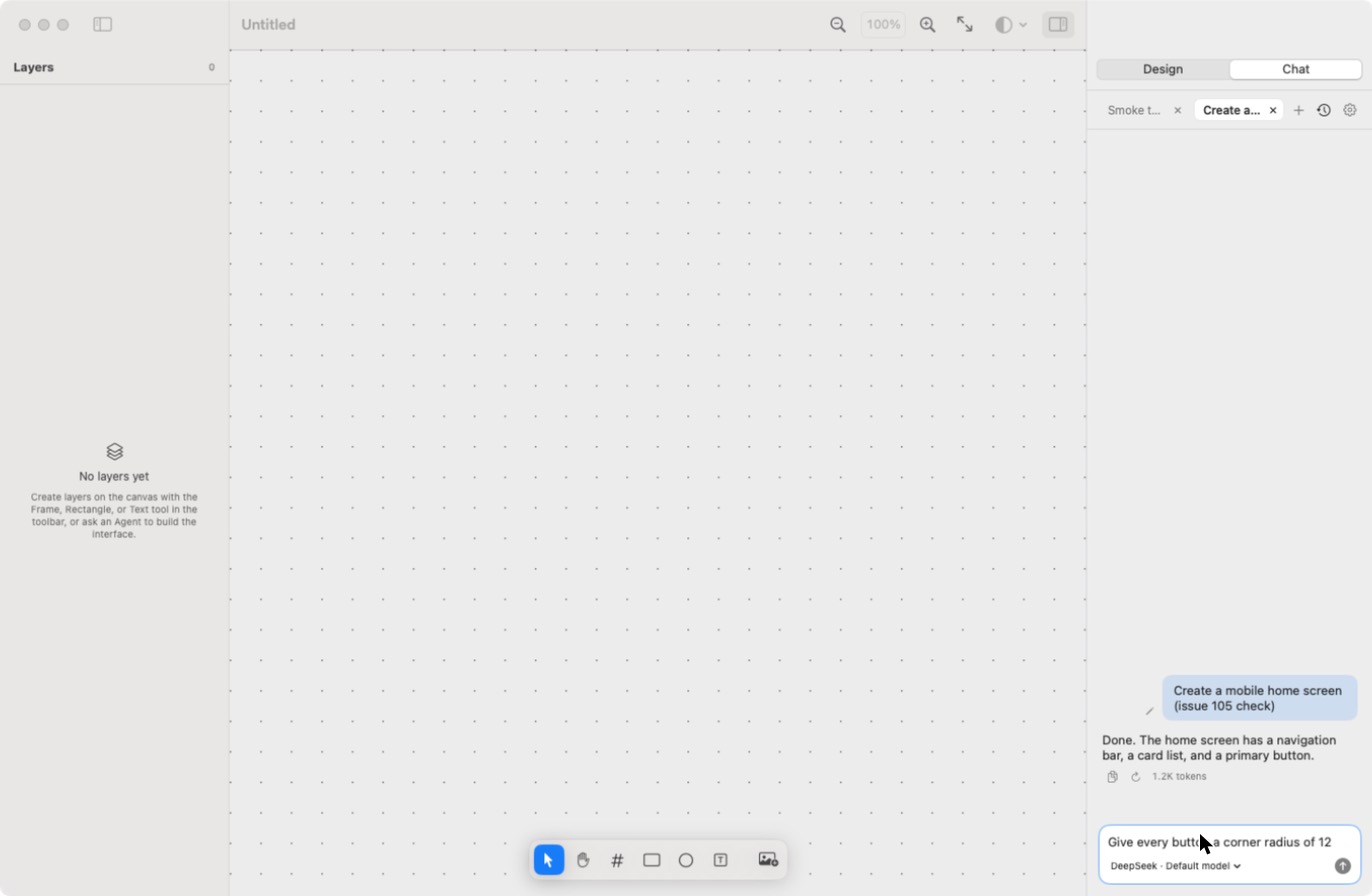 Untitled
100%
Layers
0
Design
Chat
Smoke t...
Create a...
No layers yet
Create layers on the canvas with the
Frame, Rectangle, or Text tool in the
toolbar, or ask an Agent to build the
interface.
Create a mobile home screen
(issue 105 check)
Done. The home screen has a navigation
bar, a card list, and a primary button.
1.2K tokens
Give every button a corner radius of 12
DeepSeek · Default model